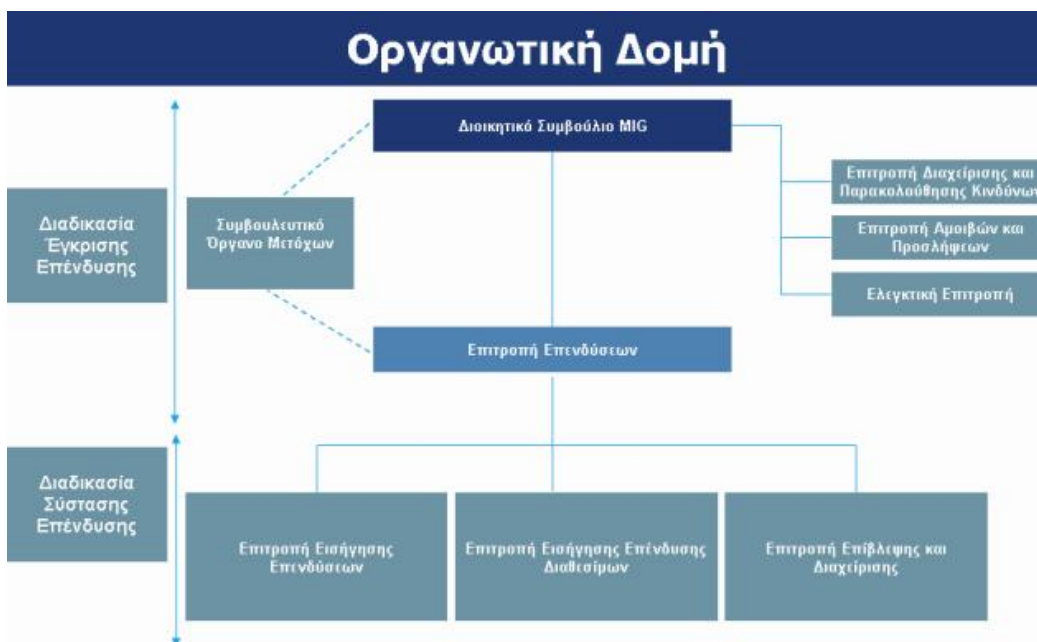 Οργανωτική Δομή
Διοικητικό Συμβούλιο MIG
Επιτροπή Διαχείρισης και
Παρακολούθησης Κινδύνων
Διαδικασία
Έγκρισης
Επένδυσης
Συμβουλευτικό
Όργανο Μετόχων
Επιτροπή Αμοιβών και
Προσλήψεων
Ελεγκτική Επιτροπή
Επιτροπή Επενδύσεων
Διαδικασία
Σύστασης
Επένδυσης
Επιτροπή Εισήγησης
Επενδύσεων
Επιτροπή Εισήγησης Επένδυσης
Διαθεσίμων
Επιτροπή Επίβλεψης και
Διαχείρισης